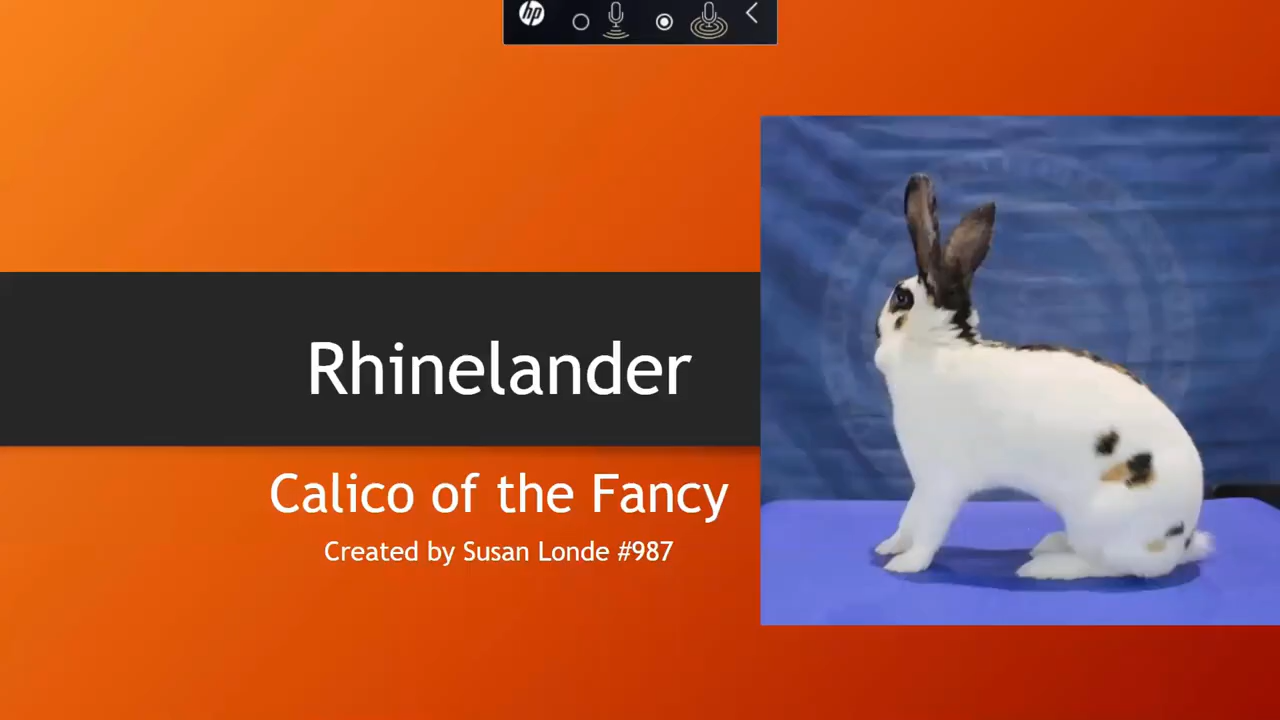 hp
Rhinelander
Calico of the Fancy
Created by Susan Londe #987